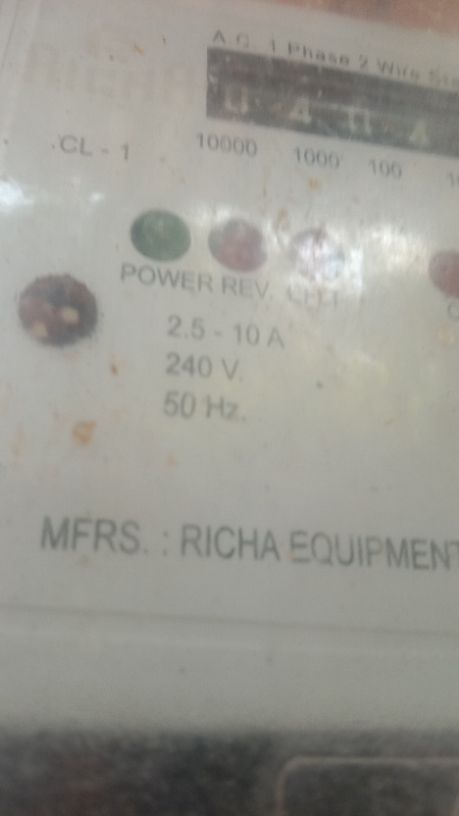 A.C. 1 Phase 2 Wire
CL - 1
10000 1000 100
POWER REV.
2.5 - 10 A
240 V.
50 Hz.
MFRS. : RICHA EQUIPMENT